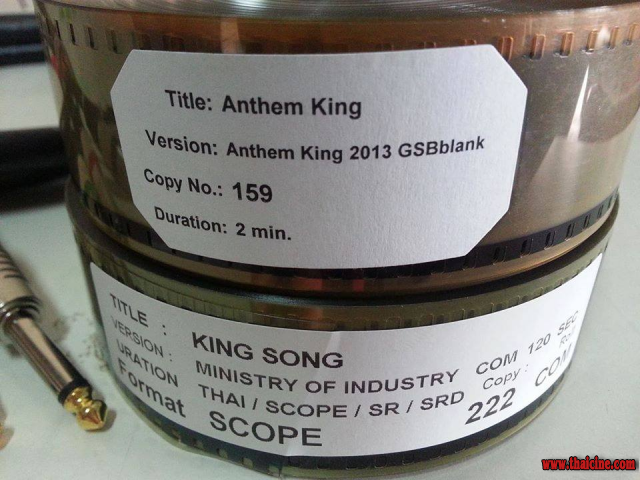 Title: Anthem King
Version: Anthem King 2013 GSBblank
Copy No.: 159
Duration: 2 min.
TITLE : KING SONG
VERSION : MINISTRY OF INDUSTRY COM 120 SEC
URATION THAI / SCOPE / SR / SRD Copy :
Format SCOPE 222 COM
www.thaicine.com